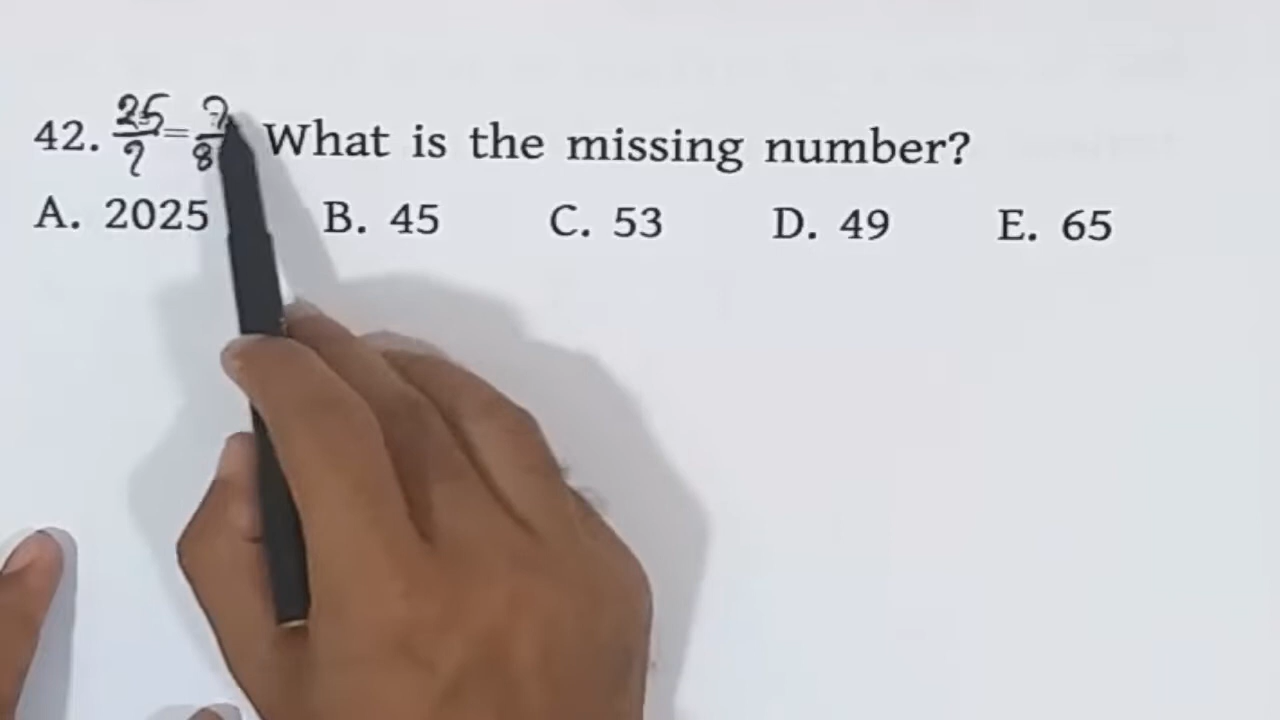 42. 25/? = ?/8 What is the missing number?
A. 2025 B. 45 C. 53 D. 49 E. 65